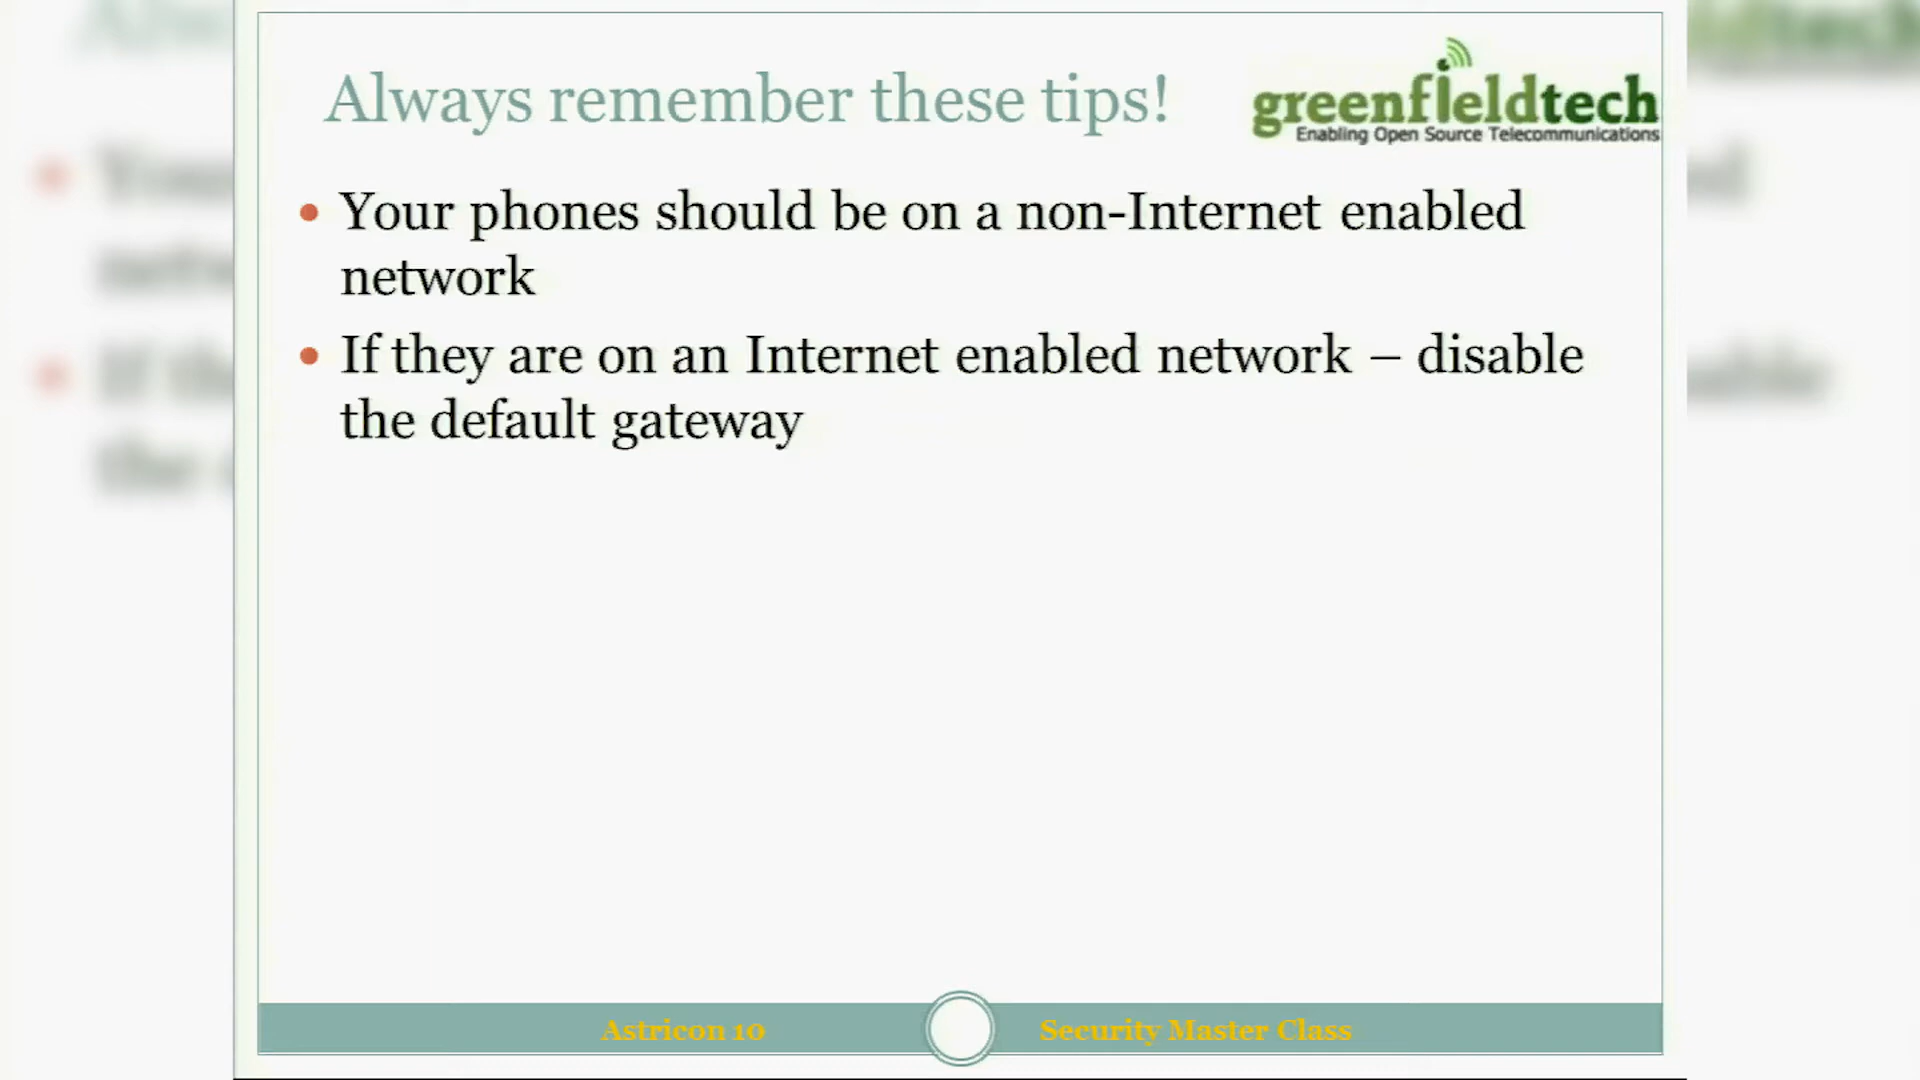 Always remember these tips!
greenfieldtech
Enabling Open Source Telecommunications
• Your phones should be on a non-Internet enabled
network
• If they are on an Internet enabled network – disable
the default gateway
Astricon 10
Security Master Class